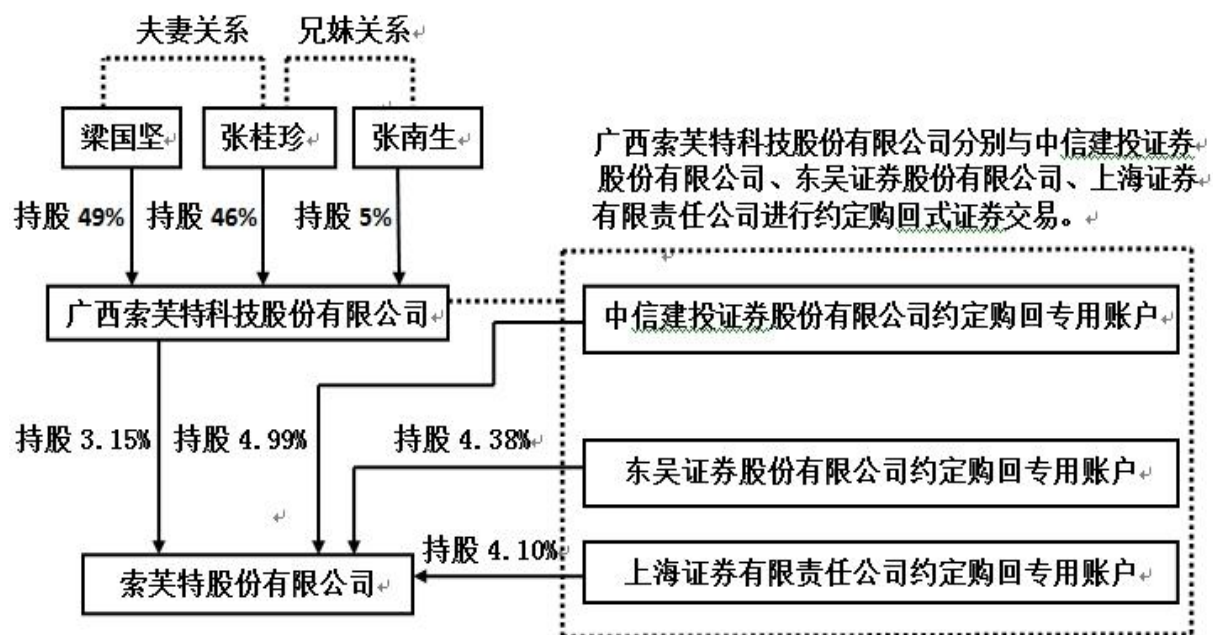 夫妻关系 兄妹关系
梁国坚 张桂珍 张南生
广西索芙特科技股份有限公司分别与中信建投证券
股份有限公司、东吴证券股份有限公司、上海证券
有限责任公司进行约定购回式证券交易。
持股 49% 持股 46% 持股 5%
广西索芙特科技股份有限公司
中信建投证券股份有限公司约定购回专用账户
持股 3.15% 持股 4.99% 持股 4.38%
东吴证券股份有限公司约定购回专用账户
持股 4.10%
上海证券有限责任公司约定购回专用账户
索芙特股份有限公司